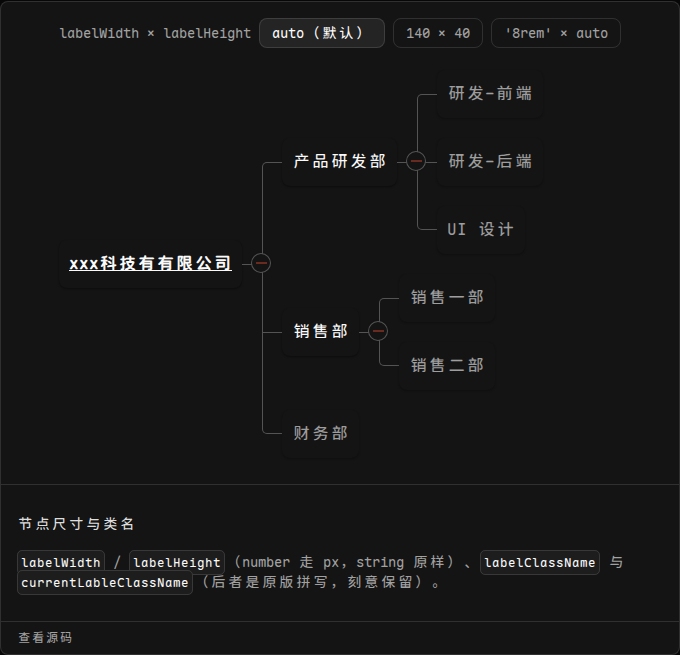 labelWidth × labelHeight auto（默认） 140 × 40 '8rem' × auto
研发-前端
产品研发部
研发-后端
UI 设计
xxx科技有有限公司
销售一部
销售部
销售二部
财务部
节点尺寸与类名
labelWidth / labelHeight（number 走 px，string 原样）、labelClassName 与
currentLableClassName（后者是原版拼写，刻意保留）。
查看源码